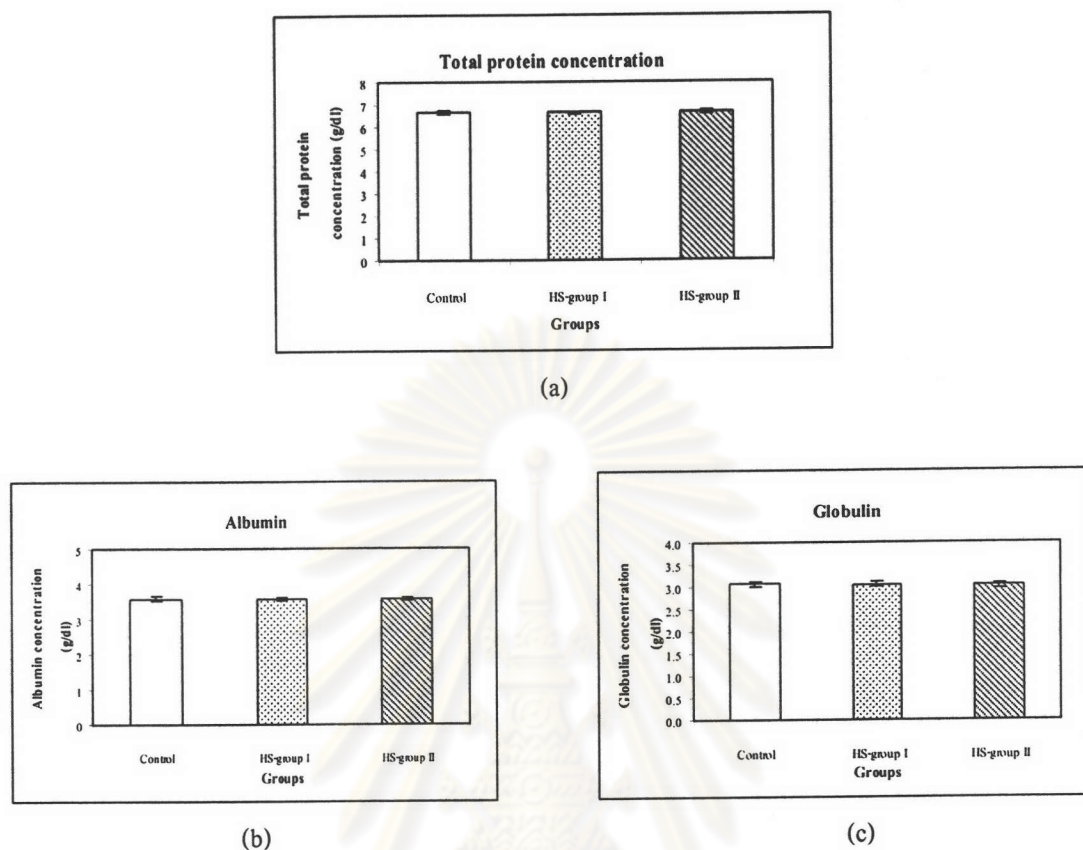 Total protein concentration
Total protein
concentration (g/dl)
8
7
6
5
4
3
2
1
0
Control HS-group I HS-group II
Groups
(a)
Albumin
Albumin concentration
(g/dl)
5
4
3
2
1
0
Control HS-group I HS-group II
Groups
(b)
Globulin
Globulin concentration
(g/dl)
4.0
3.5
3.0
2.5
2.0
1.5
1.0
0.5
0.0
Control HS-group I HS-group II
Groups
(c)